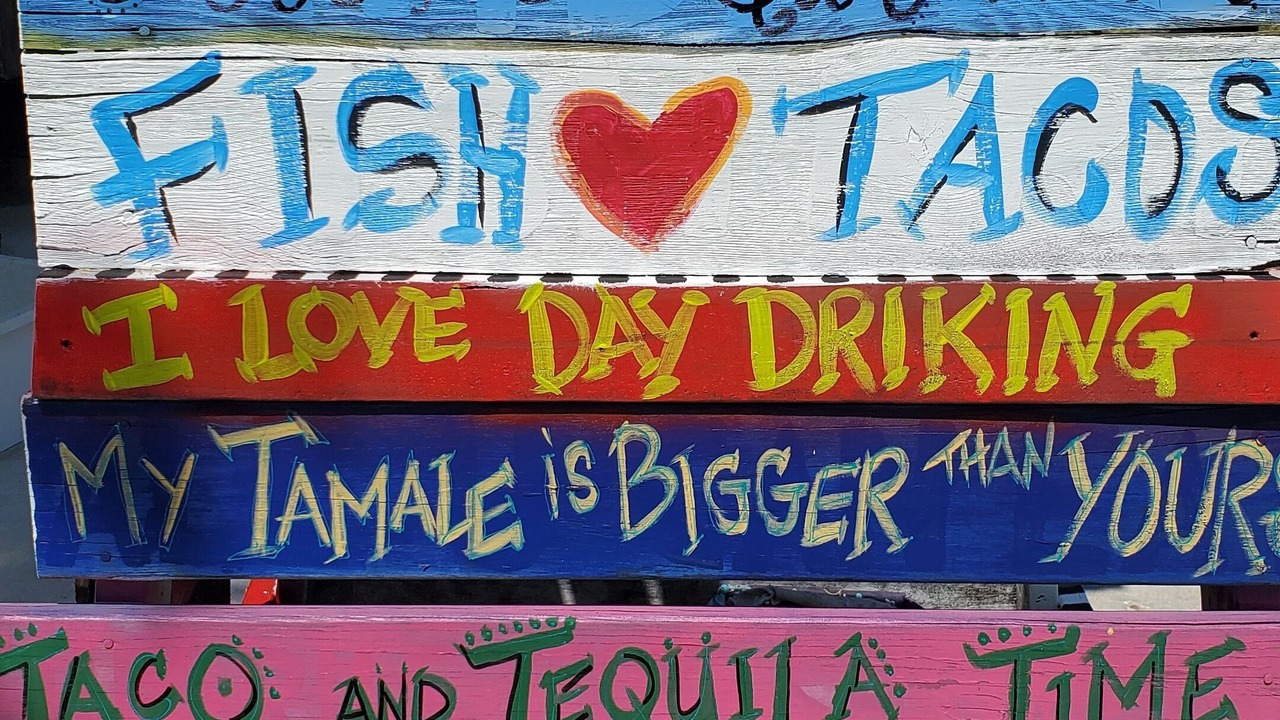 FISH TACOS
I LOVE DAY DRIKING
MY TAMALE iS BIGGER THAN YOURS
TACO AND TEQUILA TIME